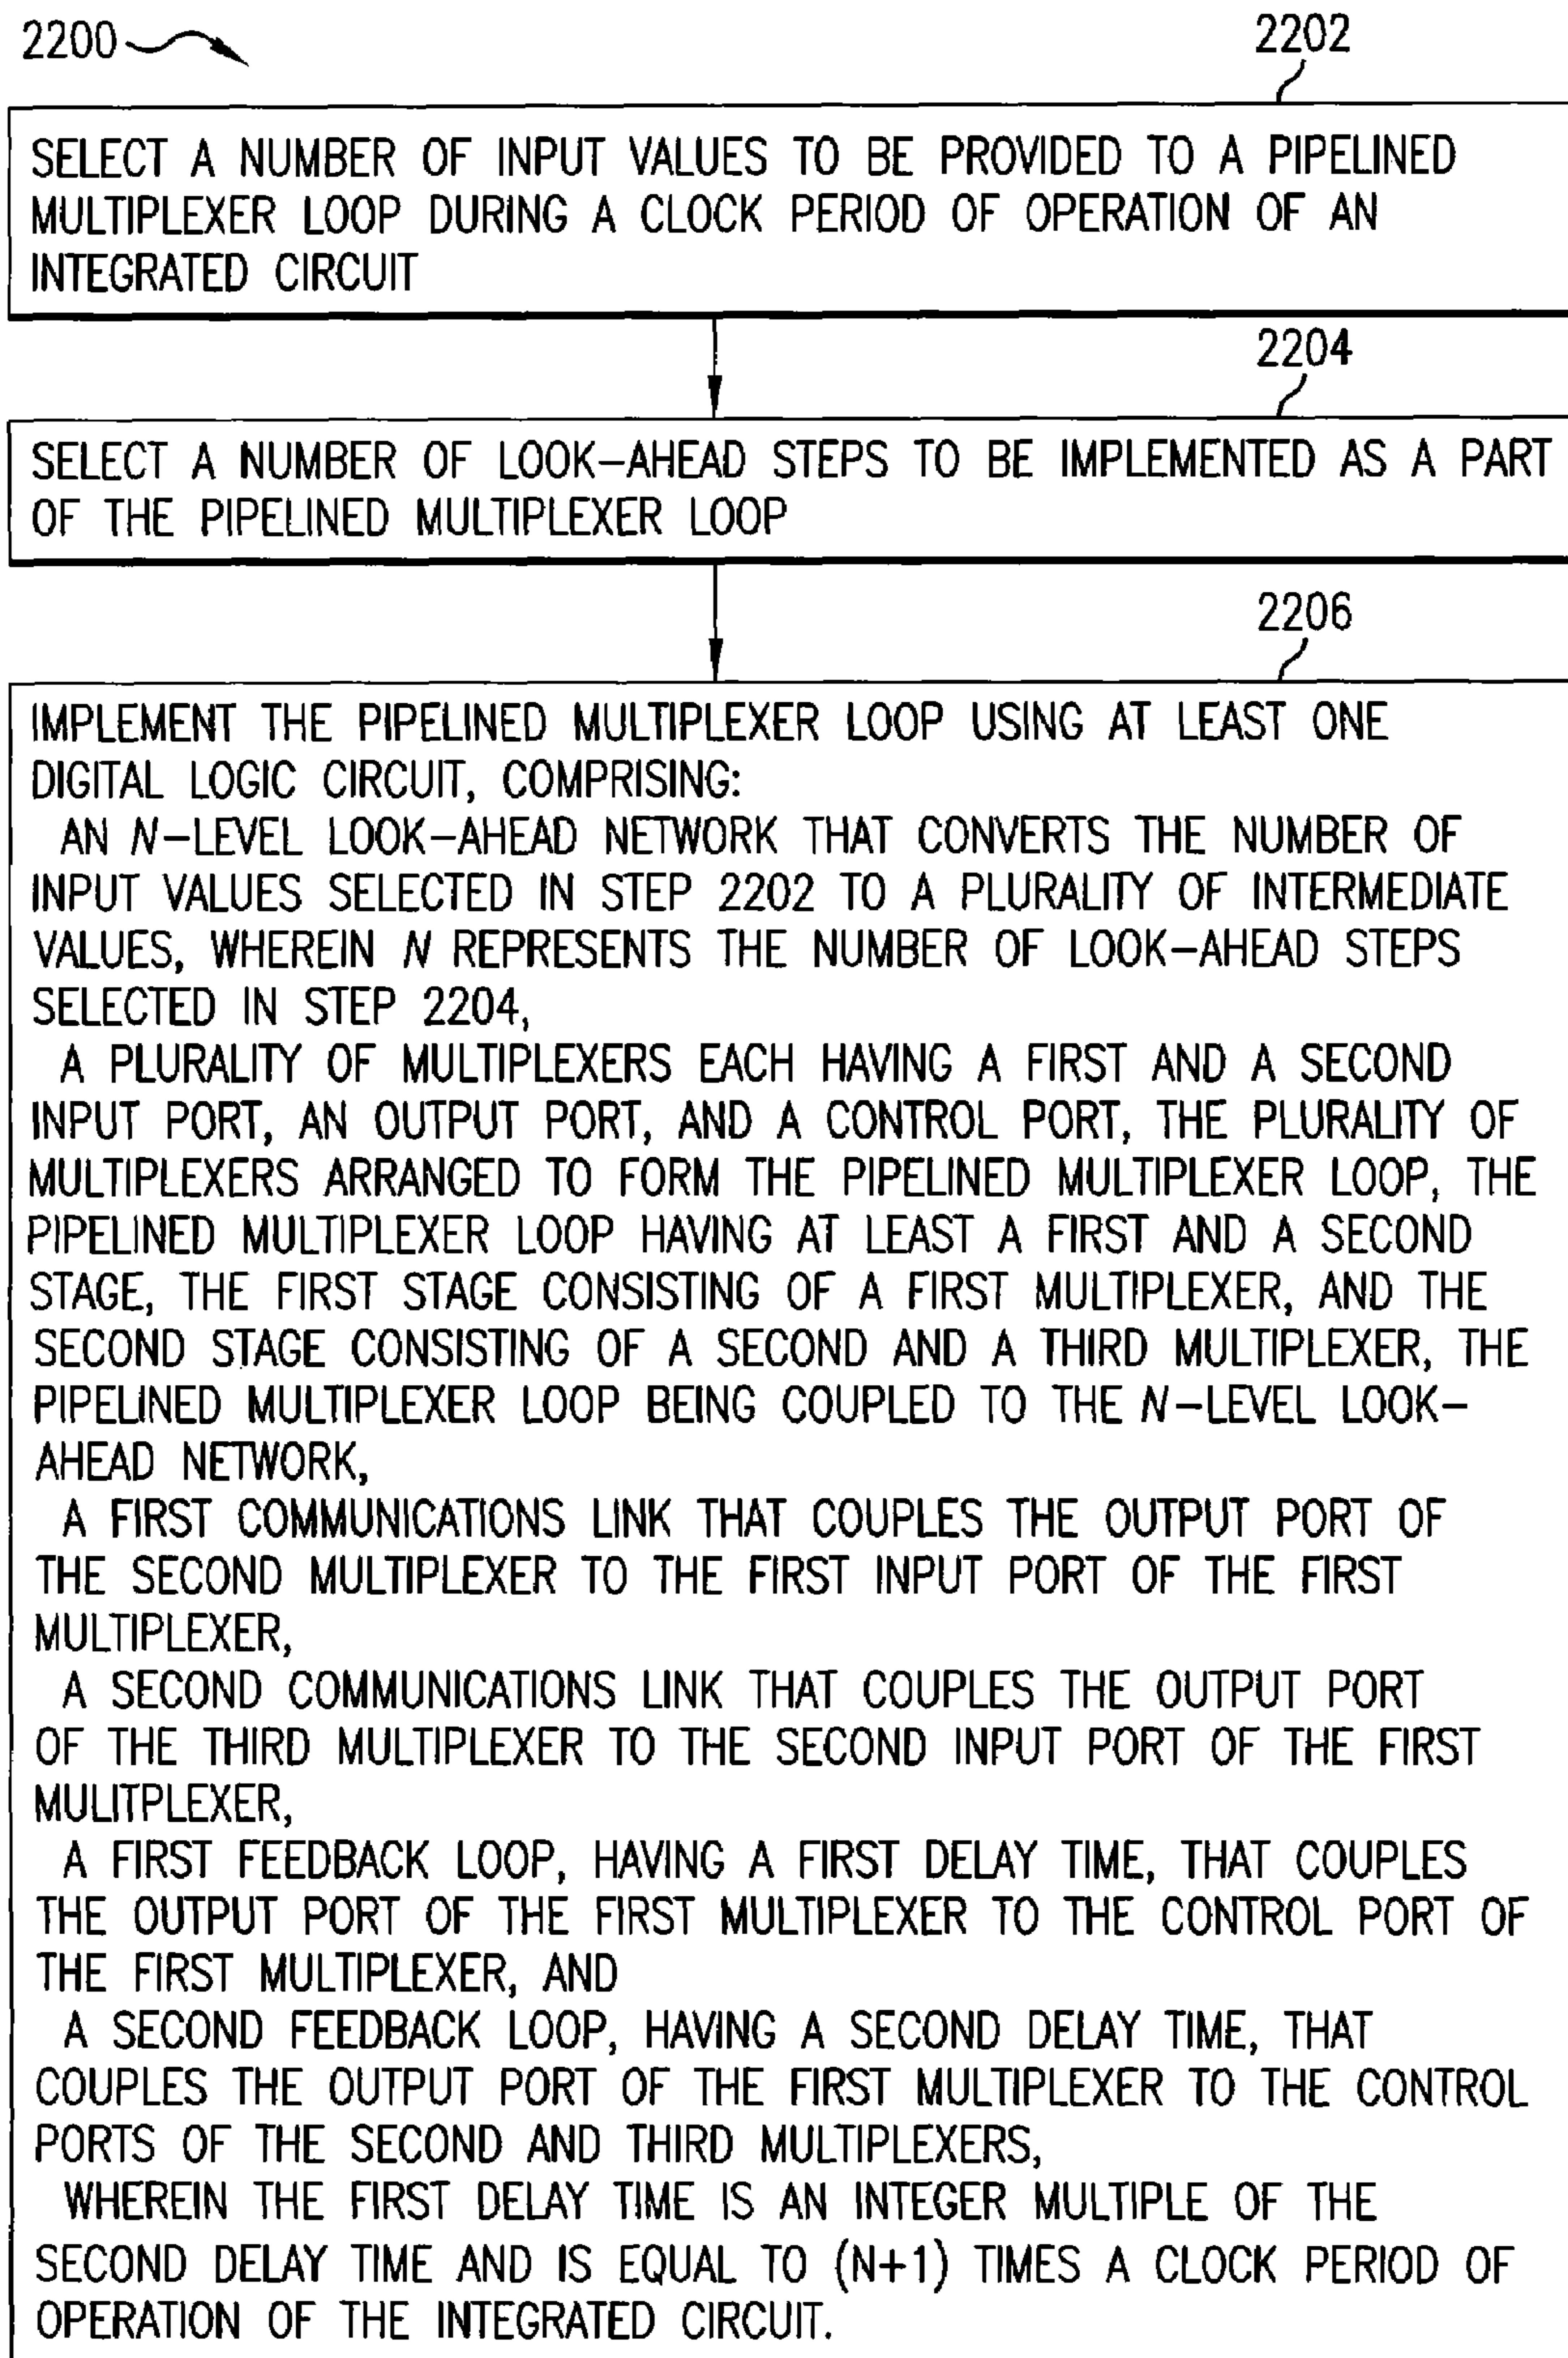 2200
2202
SELECT A NUMBER OF INPUT VALUES TO BE PROVIDED TO A PIPELINED
MULTIPLEXER LOOP DURING A CLOCK PERIOD OF OPERATION OF AN
INTEGRATED CIRCUIT
2204
SELECT A NUMBER OF LOOK–AHEAD STEPS TO BE IMPLEMENTED AS A PART
OF THE PIPELINED MULTIPLEXER LOOP
2206
IMPLEMENT THE PIPELINED MULTIPLEXER LOOP USING AT LEAST ONE
DIGITAL LOGIC CIRCUIT, COMPRISING:
AN N–LEVEL LOOK–AHEAD NETWORK THAT CONVERTS THE NUMBER OF
INPUT VALUES SELECTED IN STEP 2202 TO A PLURALITY OF INTERMEDIATE
VALUES, WHEREIN N REPRESENTS THE NUMBER OF LOOK–AHEAD STEPS
SELECTED IN STEP 2204,
A PLURALITY OF MULTIPLEXERS EACH HAVING A FIRST AND A SECOND
INPUT PORT, AN OUTPUT PORT, AND A CONTROL PORT, THE PLURALITY OF
MULTIPLEXERS ARRANGED TO FORM THE PIPELINED MULTIPLEXER LOOP, THE
PIPELINED MULTIPLEXER LOOP HAVING AT LEAST A FIRST AND A SECOND
STAGE, THE FIRST STAGE CONSISTING OF A FIRST MULTIPLEXER, AND THE
SECOND STAGE CONSISTING OF A SECOND AND A THIRD MULTIPLEXER, THE
PIPELINED MULTIPLEXER LOOP BEING COUPLED TO THE N–LEVEL LOOK–
AHEAD NETWORK,
A FIRST COMMUNICATIONS LINK THAT COUPLES THE OUTPUT PORT OF
THE SECOND MULTIPLEXER TO THE FIRST INPUT PORT OF THE FIRST
MULTIPLEXER,
A SECOND COMMUNICATIONS LINK THAT COUPLES THE OUTPUT PORT
OF THE THIRD MULTIPLEXER TO THE SECOND INPUT PORT OF THE FIRST
MULITPLEXER,
A FIRST FEEDBACK LOOP, HAVING A FIRST DELAY TIME, THAT COUPLES
THE OUTPUT PORT OF THE FIRST MULTIPLEXER TO THE CONTROL PORT OF
THE FIRST MULTIPLEXER, AND
A SECOND FEEDBACK LOOP, HAVING A SECOND DELAY TIME, THAT
COUPLES THE OUTPUT PORT OF THE FIRST MULTIPLEXER TO THE CONTROL
PORTS OF THE SECOND AND THIRD MULTIPLEXERS,
WHEREIN THE FIRST DELAY TIME IS AN INTEGER MULTIPLE OF THE
SECOND DELAY TIME AND IS EQUAL TO (N+1) TIMES A CLOCK PERIOD OF
OPERATION OF THE INTEGRATED CIRCUIT.